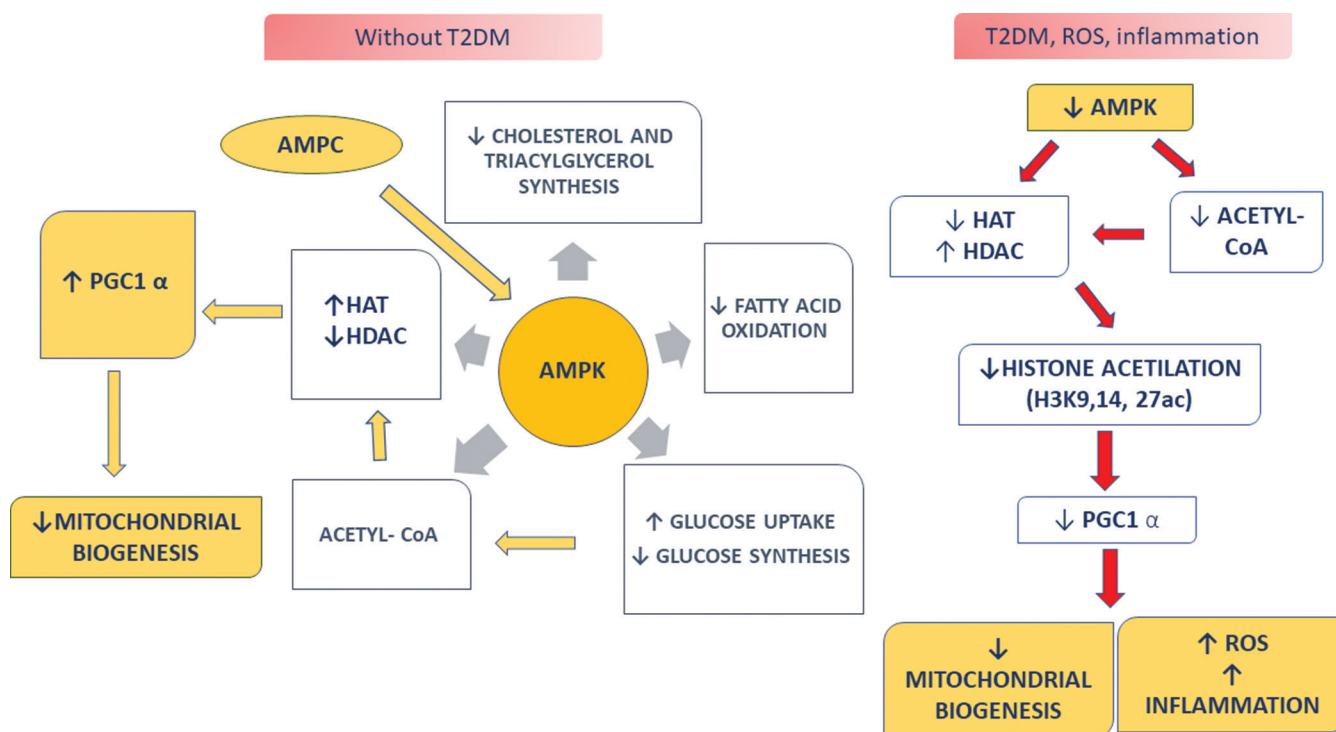 Without T2DM
AMPC
↓ CHOLESTEROL AND
TRIACYLGLYCEROL
SYNTHESIS
↑ PGC1 α
↑HAT
↓HDAC
↓ FATTY ACID
OXIDATION
AMPK
↓MITOCHONDRIAL
BIOGENESIS
ACETYL- CoA
↑ GLUCOSE UPTAKE
↓ GLUCOSE SYNTHESIS
T2DM, ROS, inflammation
↓ AMPK
↓ HAT
↑ HDAC
↓ ACETYL-
CoA
↓HISTONE ACETILATION
(H3K9,14, 27ac)
↓ PGC1 α
↓
MITOCHONDRIAL
BIOGENESIS
↑ ROS
↑
INFLAMMATION